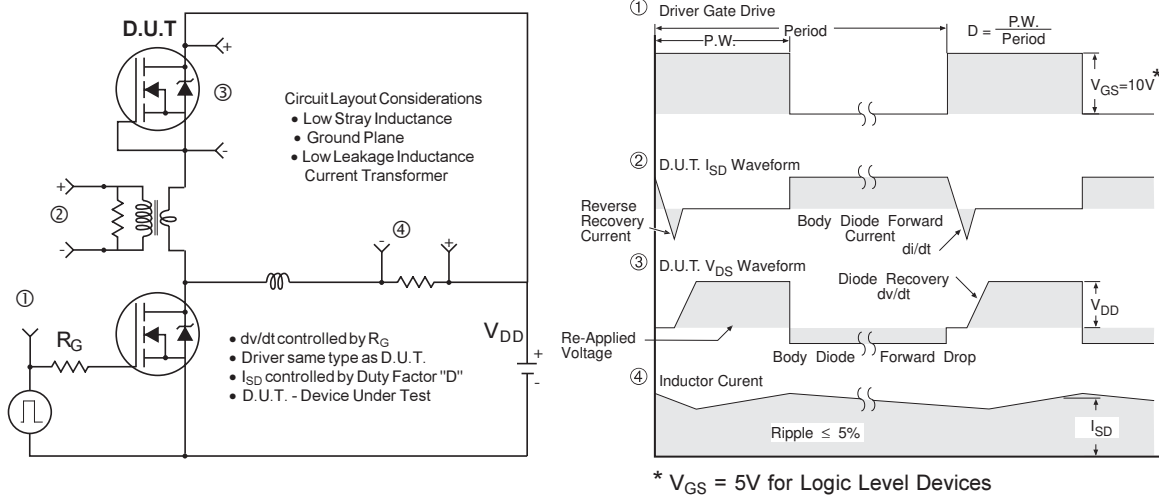 D.U.T
+
③
-
Circuit Layout Considerations
• Low Stray Inductance
• Ground Plane
• Low Leakage Inductance
Current Transformer
+
②
-
④
-
+
①
R_G
V_DD
+
-
• dv/dt controlled by R_G
• Driver same type as D.U.T.
• I_SD controlled by Duty Factor "D"
• D.U.T. - Device Under Test
① Driver Gate Drive
Period
P.W.
D = P.W. / Period
V_GS=10V*
② D.U.T. I_SD Waveform
Reverse
Recovery
Current
Body Diode Forward
Current
di/dt
③ D.U.T. V_DS Waveform
Diode Recovery
dv/dt
V_DD
Re-Applied
Voltage
Body Diode Forward Drop
④ Inductor Curent
Ripple ≤ 5%
I_SD
* V_GS = 5V for Logic Level Devices